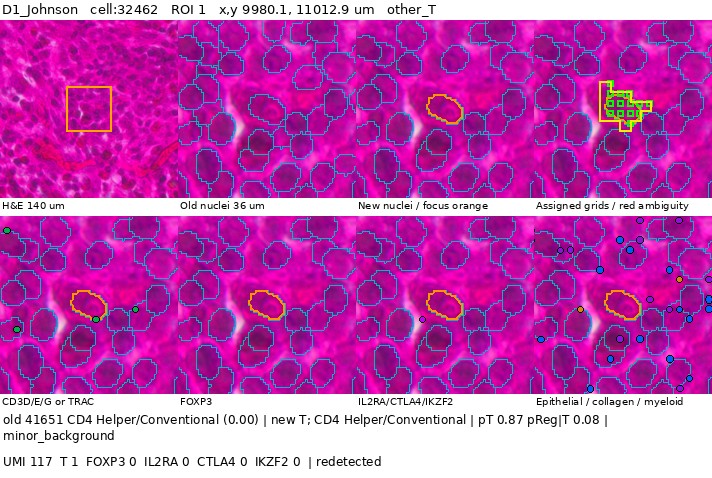 D1_Johnson cell:32462 ROI 1 x,y 9980.1, 11012.9 um other_T
H&E 140 um
Old nuclei 36 um
New nuclei / focus orange
Assigned grids / red ambiguity
CD3D/E/G or TRAC
FOXP3
IL2RA/CTLA4/IKZF2
Epithelial / collagen / myeloid
old 41651 CD4 Helper/Conventional (0.00) | new T; CD4 Helper/Conventional | pT 0.87 pReg|T 0.08 |
minor_background
UMI 117 T 1 FOXP3 0 IL2RA 0 CTLA4 0 IKZF2 0 | redetected